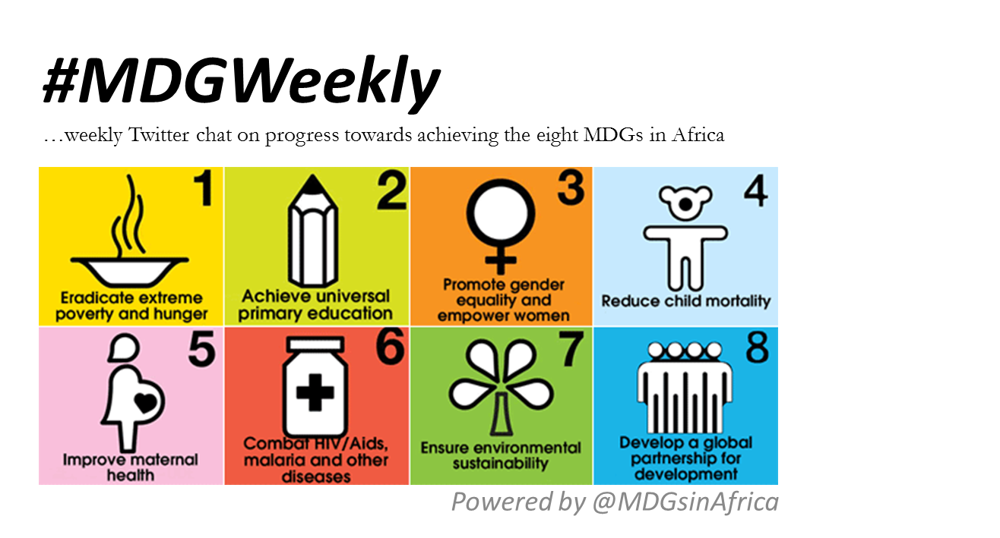 #MDGWeekly
…weekly Twitter chat on progress towards achieving the eight MDGs in Africa
1
Eradicate extreme
poverty and hunger
2
Achieve universal
primary education
3
Promote gender
equality and
empower women
4
Reduce child mortality
5
Improve maternal
health
6
Combat HIV/Aids,
malaria and other
diseases
7
Ensure environmental
sustainability
8
Develop a global
partnership for
development
Powered by @MDGsinAfrica